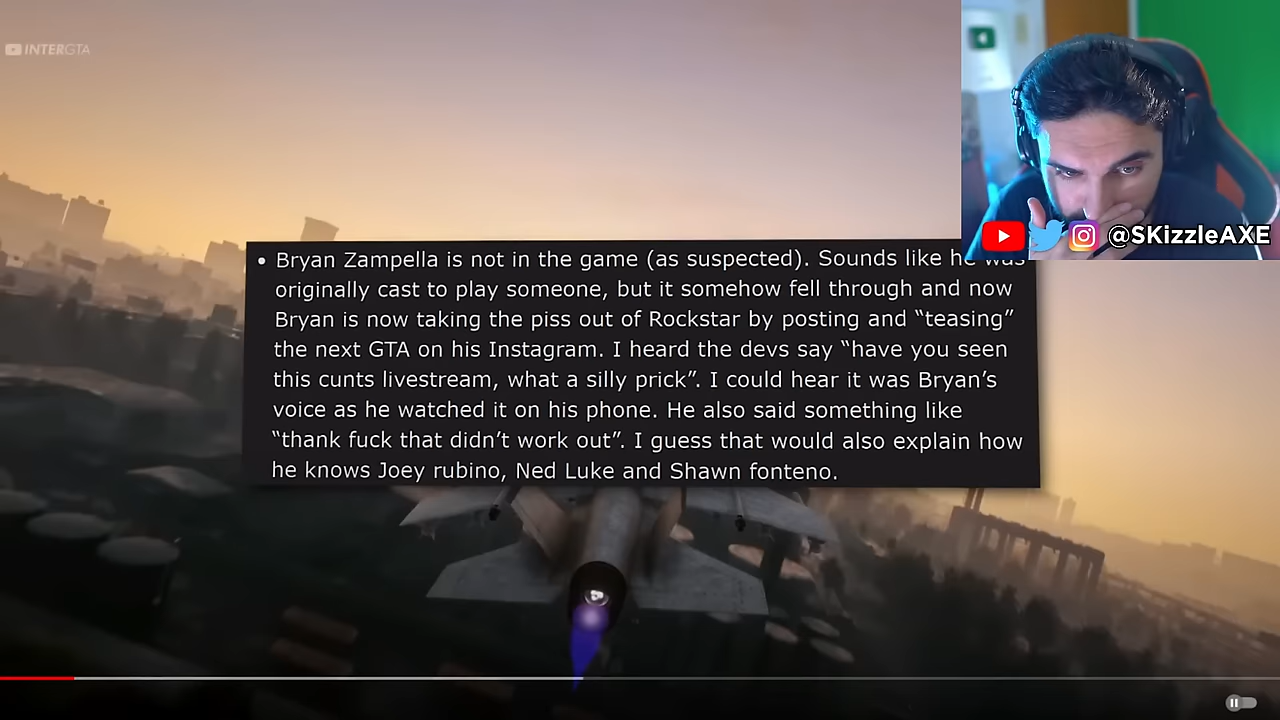 INTERGTA
@SKizzleAXE
• Bryan Zampella is not in the game (as suspected). Sounds like he was
originally cast to play someone, but it somehow fell through and now
Bryan is now taking the piss out of Rockstar by posting and “teasing”
the next GTA on his Instagram. I heard the devs say “have you seen
this cunts livestream, what a silly prick”. I could hear it was Bryan’s
voice as he watched it on his phone. He also said something like
“thank fuck that didn’t work out”. I guess that would also explain how
he knows Joey rubino, Ned Luke and Shawn fonteno.